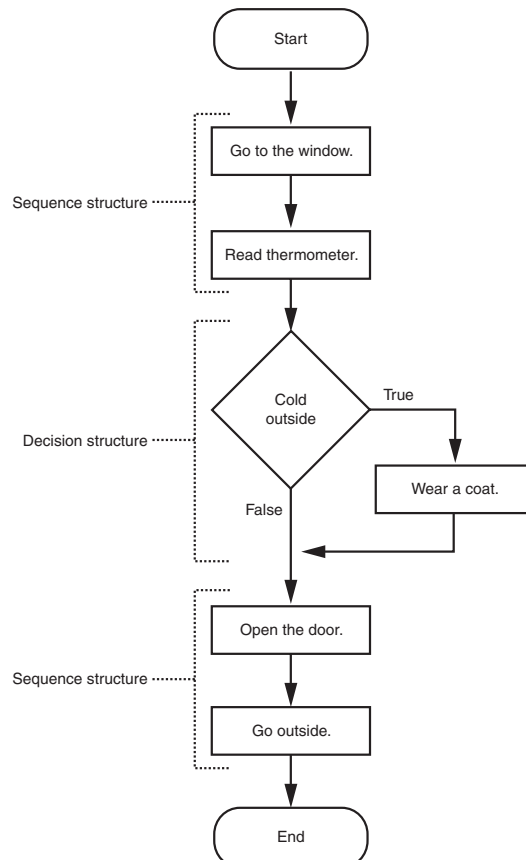 Start
Go to the window.
Sequence structure
Read thermometer.
Cold
outside
True
Decision structure
Wear a coat.
False
Open the door.
Sequence structure
Go outside.
End